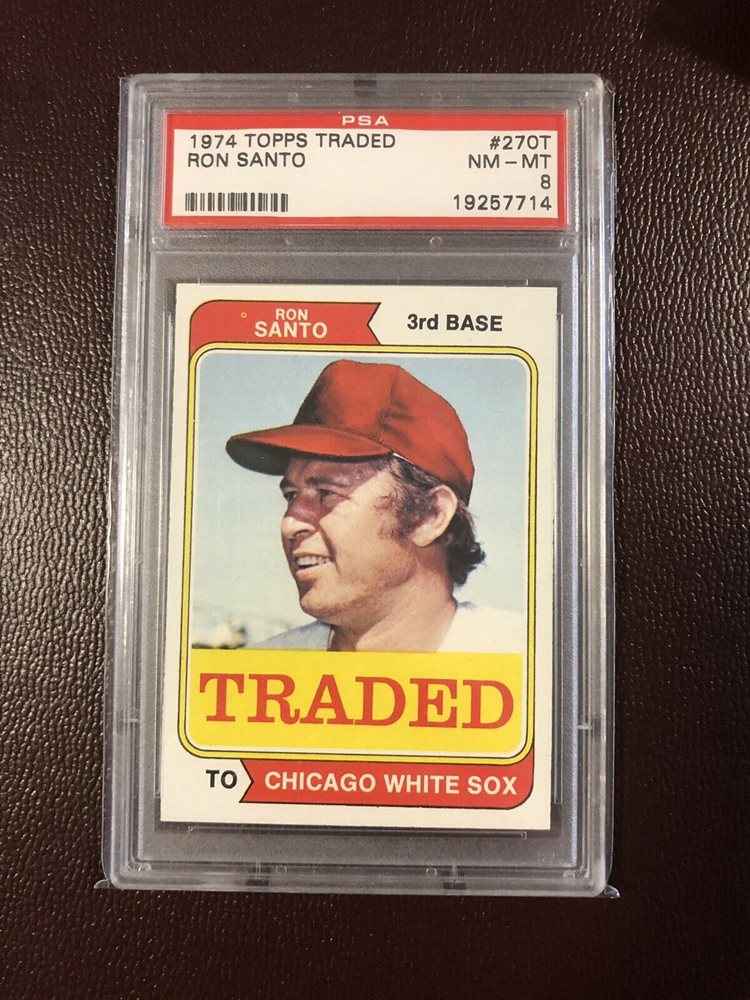 PSA
1974 TOPPS TRADED #270T
RON SANTO NM-MT
8
19257714
RON
SANTO
3rd BASE
TRADED
TO CHICAGO WHITE SOX